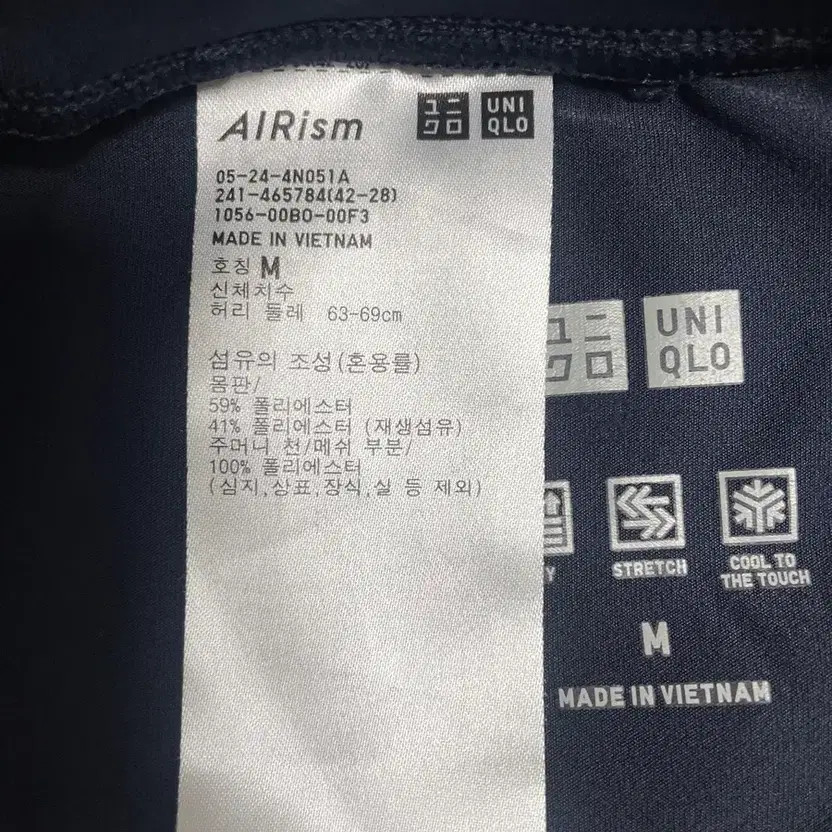 AIRism
ユニ
クロ
UNI
QLO
05-24-4N051A
241-465784(42-28)
1056-00B0-00F3
MADE IN VIETNAM
호칭 M
신체치수
허리 둘레 63-69cm
섬유의 조성(혼용률)
몸판/
59% 폴리에스터
41% 폴리에스터 (재생섬유)
주머니 천/메쉬 부분/
100% 폴리에스터
(심지,상표,장식,실 등 제외)
ユニ
クロ
UNI
QLO
Y
STRETCH
COOL TO
THE TOUCH
M
MADE IN VIETNAM